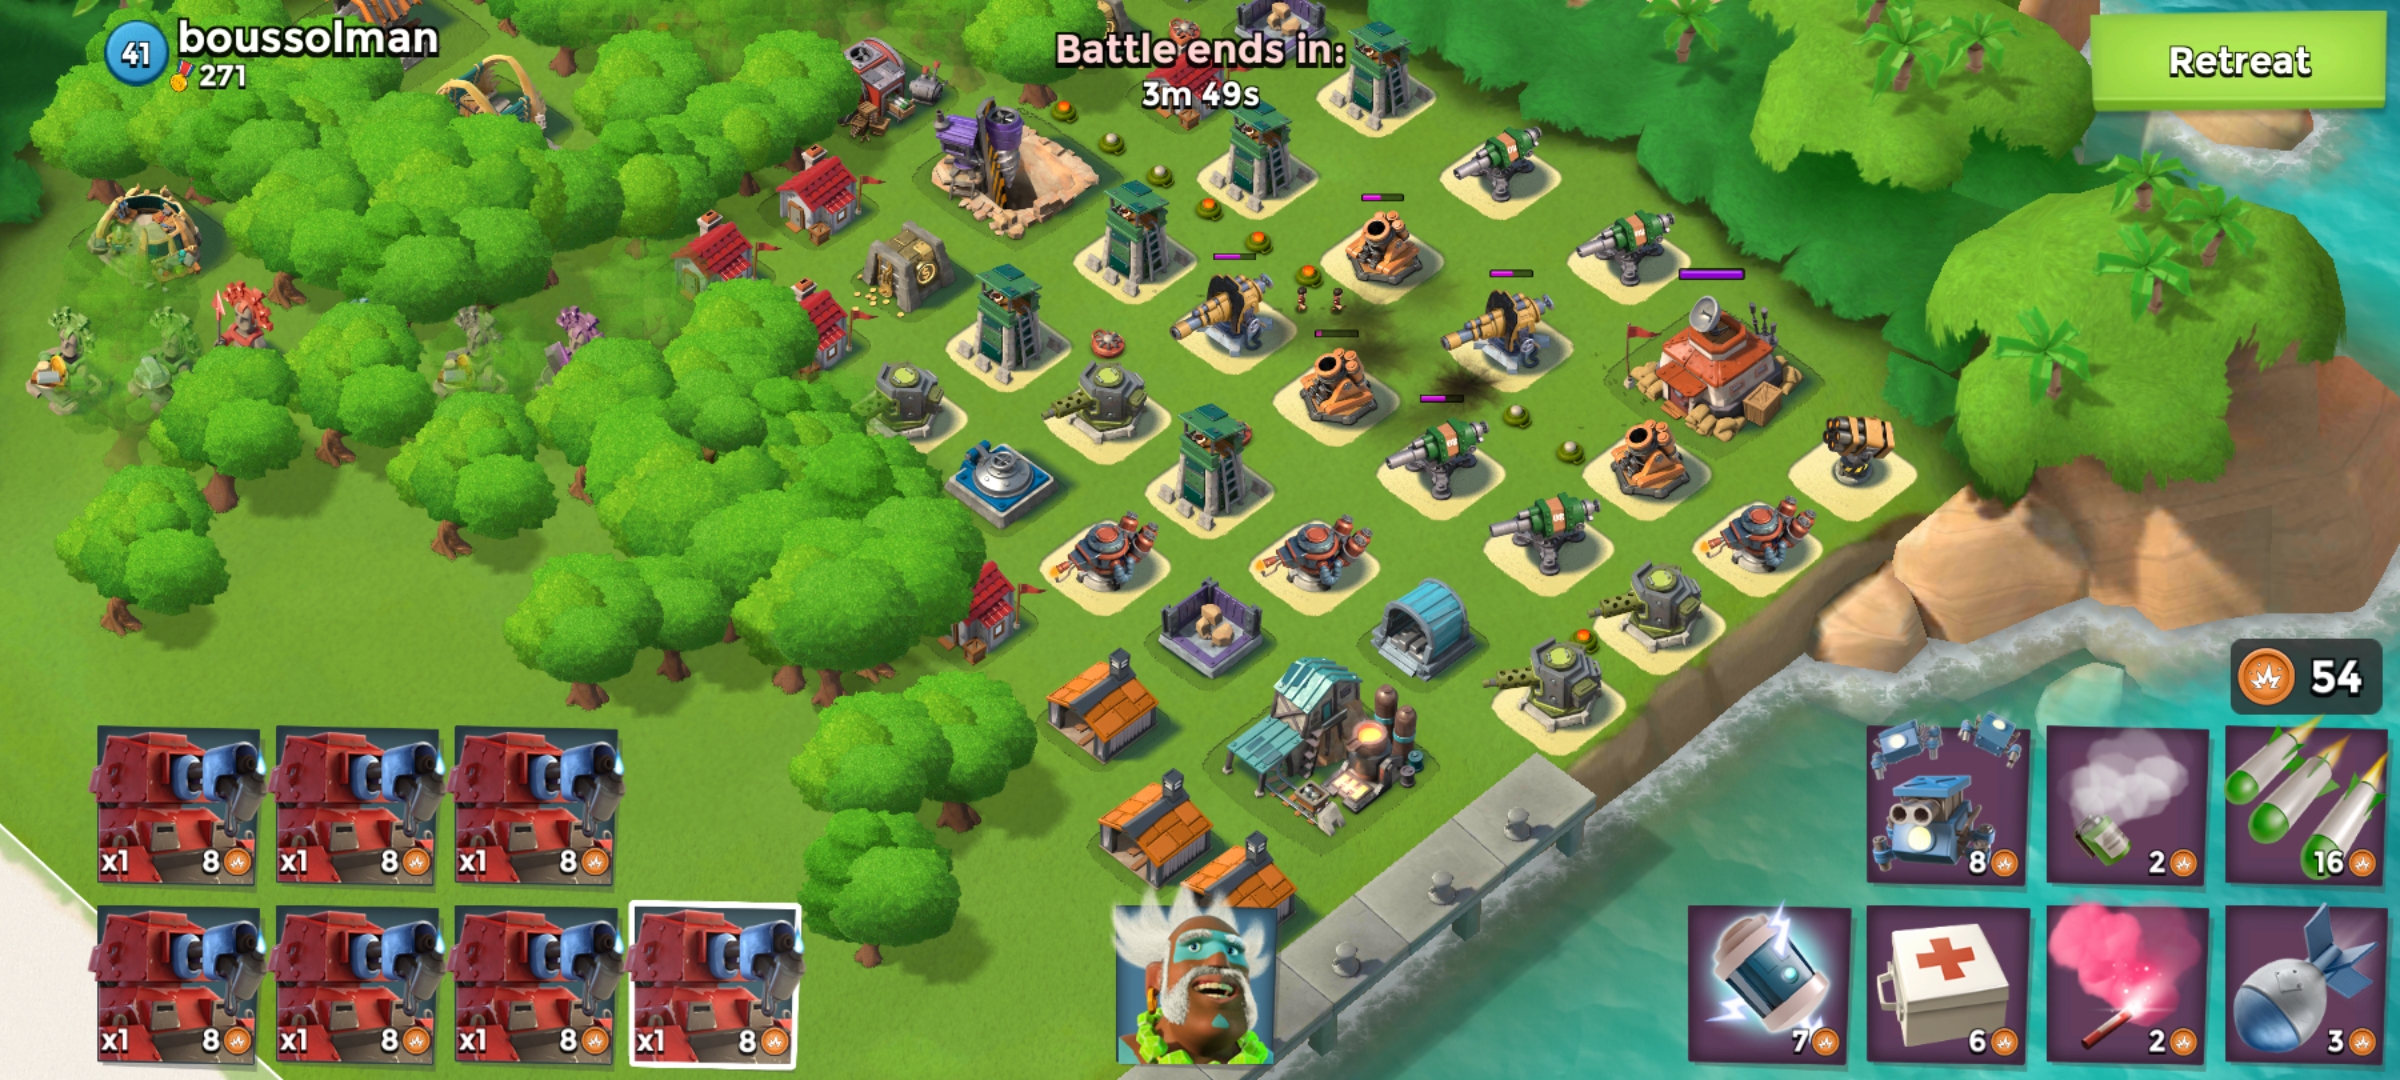 41
boussolman
271
Battle ends in:
3m 49s
Retreat
54
x1 8
x1 8
x1 8
8
2
16
x1 8
x1 8
x1 8
x1 8
7
6
2
3